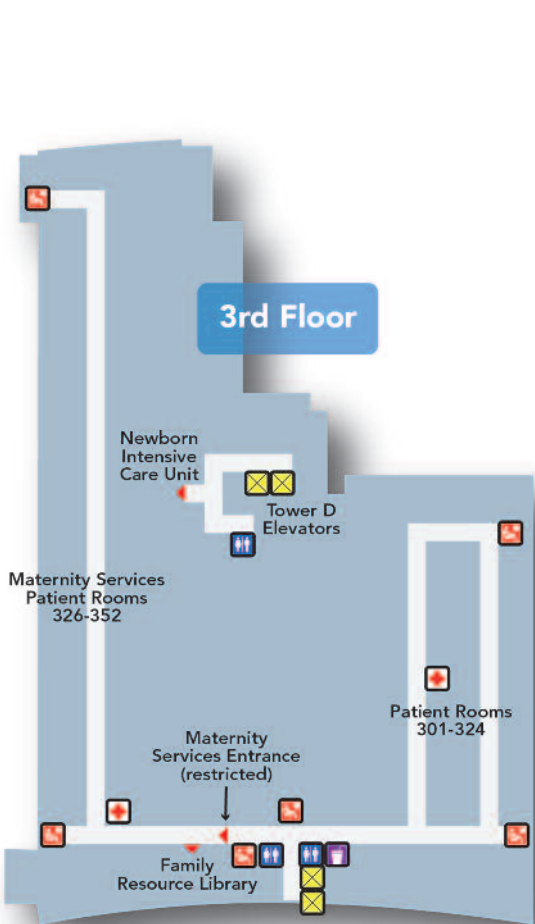 3rd Floor
Newborn
Intensive
Care Unit
Tower D
Elevators
Maternity Services
Patient Rooms
326-352
Patient Rooms
301-324
Maternity
Services Entrance
(restricted)
Family
Resource Library